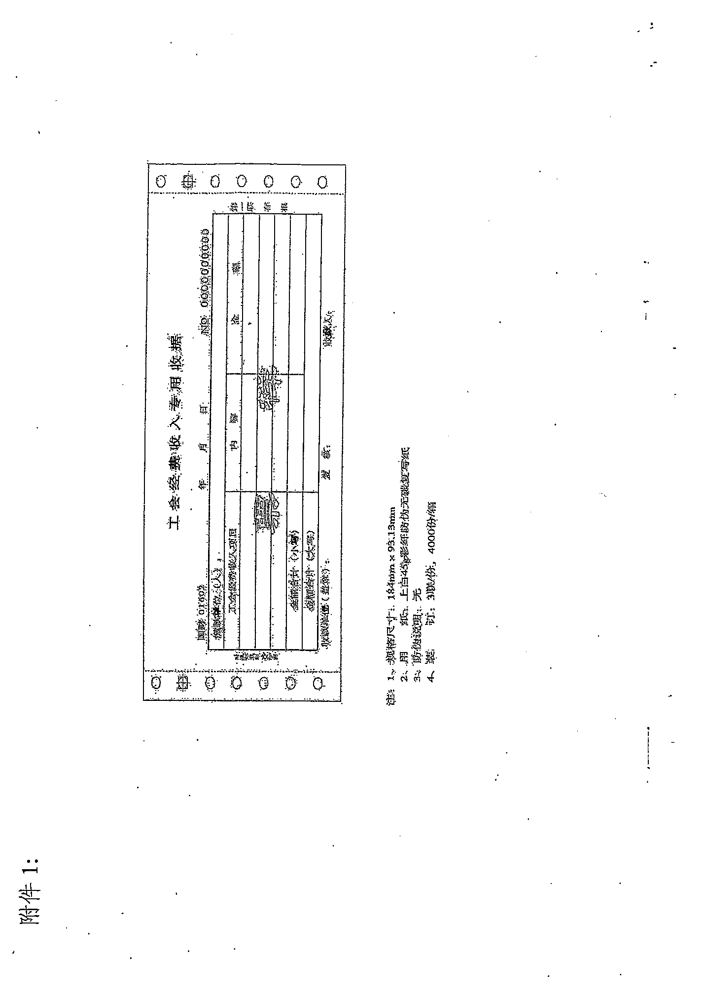 附件 1:
工会经费收入专用收据
国财 01602 年 月 日 NO 0000000000
缴款单位（人）:
工会经费收入项目 内 容 金 额
金额合计（小写）
金额合计（大写）
收款单位（盖章）: 复 核: 收款人:
第一联 存根
注: 1、规格尺寸: 184mm×93.13mm
2、用 纸: 上白45g彩纤防伪无碳复写纸
3、防伪说明: 无
4、装 订: 3联/份, 4000份/箱